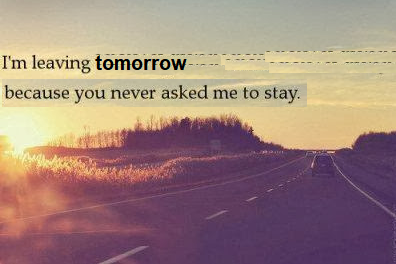 I'm leaving tomorrow
because you never asked me to stay.